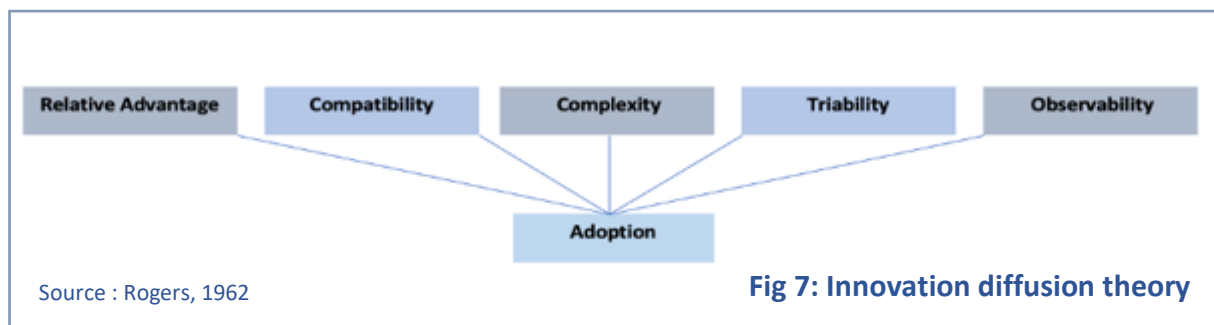 Relative Advantage
Compatibility
Complexity
Triability
Observability
Adoption
Source : Rogers, 1962
Fig 7: Innovation diffusion theory